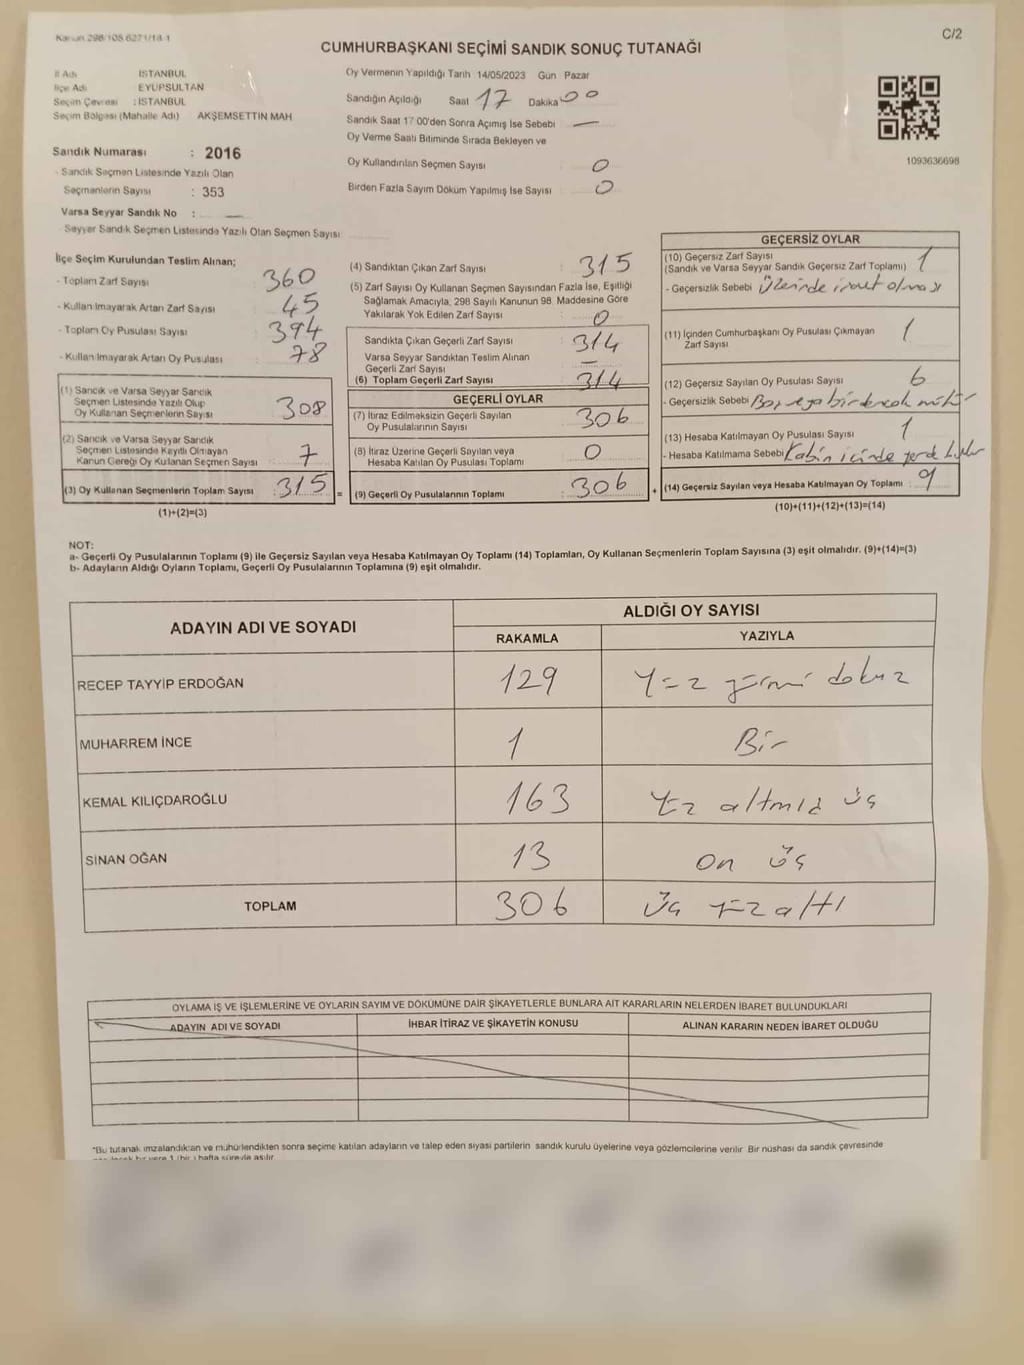 Kanun 298/105 6271/18-1
C/2
CUMHURBAŞKANI SEÇİMİ SANDIK SONUÇ TUTANAĞI
İl Adı İSTANBUL
İlçe Adı EYÜPSULTAN
Seçim Çevresi : İSTANBUL
Seçim Bölgesi (Mahalle Adı) AKŞEMSETTİN MAH
Sandık Numarası : 2016
- Sandık Seçmen Listesinde Yazılı Olan
Seçmenlerin Sayısı : 353
Varsa Seyyar Sandık No : —
- Seyyar Sandık Seçmen Listesinde Yazılı Olan Seçmen Sayısı
Oy Vermenin Yapıldığı Tarih 14/05/2023 Gün Pazar
Sandığın Açıldığı Saat 17 Dakika 00
Sandık Saat 17 00'den Sonra Açımış İse Sebebi —
Oy Verme Saati Bitiminde Sırada Bekleyen ve
Oy Kullandırılan Seçmen Sayısı 0
Birden Fazla Sayım Döküm Yapılmış İse Sayısı 0
1093636698
İlçe Seçim Kurulundan Teslim Alınan;
- Toplam Zarf Sayısı 360
- Kullanılmayarak Artan Zarf Sayısı 45
- Toplam Oy Pusulası Sayısı 394
- Kullanılmayarak Artan Oy Pusulası 78
(1) Sandık ve Varsa Seyyar Sandık
Seçmen Listesinde Yazılı Olup
Oy Kullanan Seçmenlerin Sayısı 308
(2) Sandık ve Varsa Seyyar Sandık
Seçmen Listesinde Kayıtlı Olmayan
Kanun Gereği Oy Kullanan Seçmen Sayısı 7
(3) Oy Kullanan Seçmenlerin Toplam Sayısı 315 =
(1)+(2)=(3)
(4) Sandıktan Çıkan Zarf Sayısı 315
(5) Zarf Sayısı Oy Kullanan Seçmen Sayısından Fazla İse, Eşitliği
Sağlamak Amacıyla, 298 Sayılı Kanunun 98. Maddesine Göre
Yakılarak Yok Edilen Zarf Sayısı 0
Sandıkta Çıkan Geçerli Zarf Sayısı 314
Varsa Seyyar Sandıktan Teslim Alınan
Geçerli Zarf Sayısı —
(6) Toplam Geçerli Zarf Sayısı 314
GEÇERLİ OYLAR
(7) İtiraz Edilmeksizin Geçerli Sayılan
Oy Pusulalarının Sayısı 306
(8) İtiraz Üzerine Geçerli Sayılan veya
Hesaba Katılan Oy Pusulası Toplamı 0
(9) Geçerli Oy Pusulalarının Toplamı 306 +
GEÇERSİZ OYLAR
(10) Geçersiz Zarf Sayısı
(Sandık ve Varsa Seyyar Sandık Geçersiz Zarf Toplamı) 1
- Geçersizlik Sebebi Üzerinde işaret olması
(11) İçinden Cumhurbaşkanı Oy Pusulası Çıkmayan
Zarf Sayısı 1
(12) Geçersiz Sayılan Oy Pusulası Sayısı 6
- Geçersizlik Sebebi Boş veya birden çok mühür
(13) Hesaba Katılmayan Oy Pusulası Sayısı 1
- Hesaba Katılmama Sebebi Kabin içinde yerde
(14) Geçersiz Sayılan veya Hesaba Katılmayan Oy Toplamı 9
(10)+(11)+(12)+(13)=(14)
NOT:
a- Geçerli Oy Pusulalarının Toplamı (9) ile Geçersiz Sayılan veya Hesaba Katılmayan Oy Toplamı (14) Toplamları, Oy Kullanan Seçmenlerin Toplam Sayısına (3) eşit olmalıdır. (9)+(14)=(3)
b- Adayların Aldığı Oyların Toplamı, Geçerli Oy Pusulalarının Toplamına (9) eşit olmalıdır.
ADAYIN ADI VE SOYADI
ALDIĞI OY SAYISI
RAKAMLA YAZIYLA
RECEP TAYYİP ERDOĞAN 129 Yüz yirmi dokuz
MUHARREM İNCE 1 Bir
KEMAL KILIÇDAROĞLU 163 Yüz altmış üç
SİNAN OĞAN 13 on üç
TOPLAM 306 Üç yüz altı
OYLAMA İŞ VE İŞLEMLERİNE VE OYLARIN SAYIM VE DÖKÜMÜNE DAİR ŞİKAYETLERLE BUNLARA AİT KARARLARIN NELERDEN İBARET BULUNDUKLARI
ADAYIN ADI VE SOYADI İHBAR İTİRAZ VE ŞİKAYETİN KONUSU ALINAN KARARIN NEDEN İBARET OLDUĞU
*Bu tutanak imzalandıktan ve mühürlendikten sonra seçime katılan adayların ve talep eden siyasi partilerin sandık kurulu üyelerine veya gözlemcilerine verilir Bir nüshası da sandık çevresinde